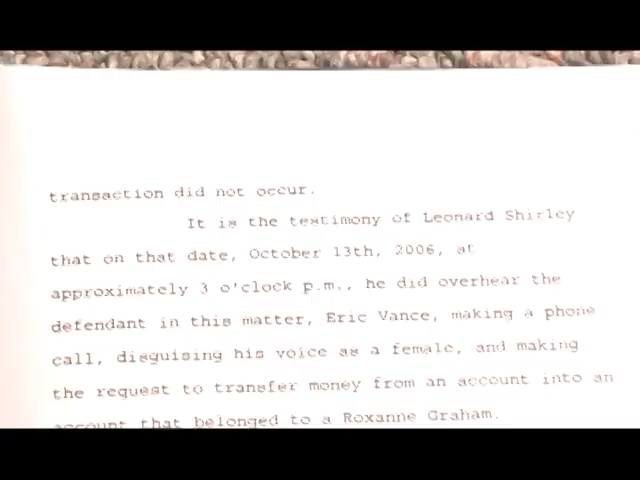 transaction did not occur.
It is the testimony of Leonard Shirley
that on that date, October 13th, 2006, at
approximately 3 o'clock p.m., he did overhear the
defendant in this matter, Eric Vance, making a phone
call, disguising his voice as a female, and making
the request to transfer money from an account into an
account that belonged to a Roxanne Graham.